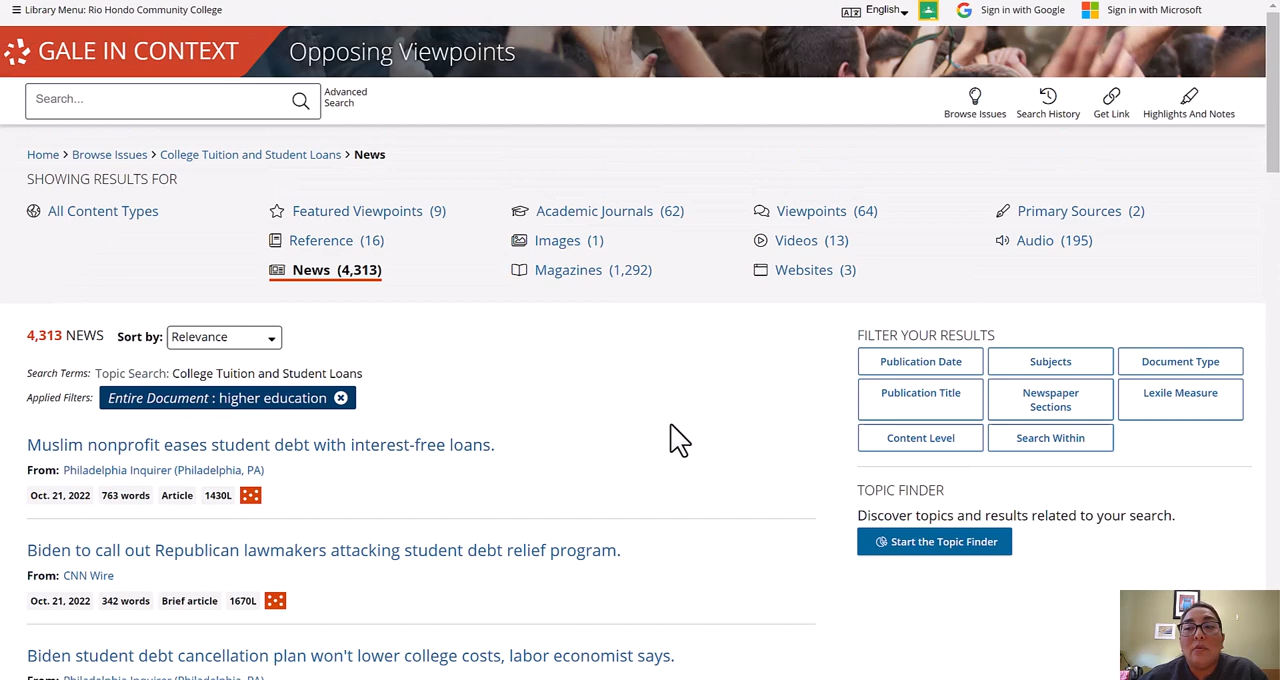 Library Menu: Rio Hondo Community College
English
Sign in with Google
Sign in with Microsoft
GALE IN CONTEXT
Opposing Viewpoints
Search...
Advanced
Search
Browse Issues
Search History
Get Link
Highlights And Notes
Home > Browse Issues > College Tuition and Student Loans > News
SHOWING RESULTS FOR
All Content Types
Featured Viewpoints (9)
Academic Journals (62)
Viewpoints (64)
Primary Sources (2)
Reference (16)
Images (1)
Videos (13)
Audio (195)
News (4,313)
Magazines (1,292)
Websites (3)
4,313 NEWS Sort by: Relevance
Search Terms: Topic Search: College Tuition and Student Loans
Applied Filters: Entire Document : higher education
Muslim nonprofit eases student debt with interest-free loans.
From: Philadelphia Inquirer (Philadelphia, PA)
Oct. 21, 2022 763 words Article 1430L
Biden to call out Republican lawmakers attacking student debt relief program.
From: CNN Wire
Oct. 21, 2022 342 words Brief article 1670L
Biden student debt cancellation plan won't lower college costs, labor economist says.
From: Philadelphia Inquirer (Philadelphia, PA)
FILTER YOUR RESULTS
Publication Date
Subjects
Document Type
Publication Title
Newspaper
Sections
Lexile Measure
Content Level
Search Within
TOPIC FINDER
Discover topics and results related to your search.
Start the Topic Finder